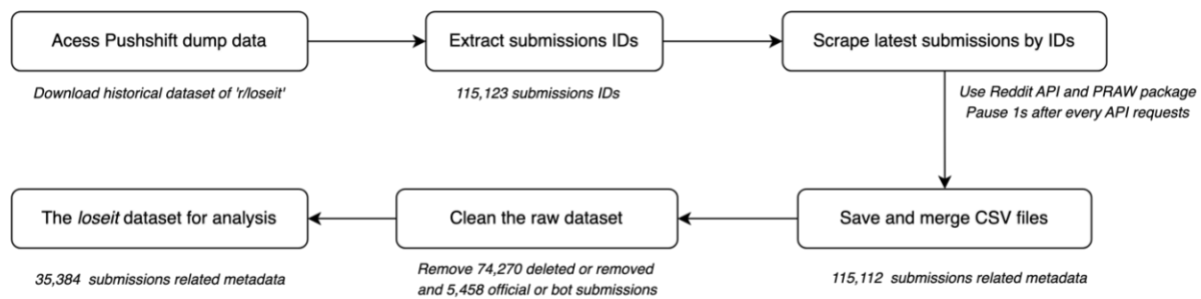 Acess Pushshift dump data
Download historical dataset of 'r/loseit'
Extract submissions IDs
115,123 submissions IDs
Scrape latest submissions by IDs
Use Reddit API and PRAW package
Pause 1s after every API requests
Save and merge CSV files
115,112 submissions related metadata
Clean the raw dataset
Remove 74,270 deleted or removed
and 5,458 official or bot submissions
The loseit dataset for analysis
35,384 submissions related metadata